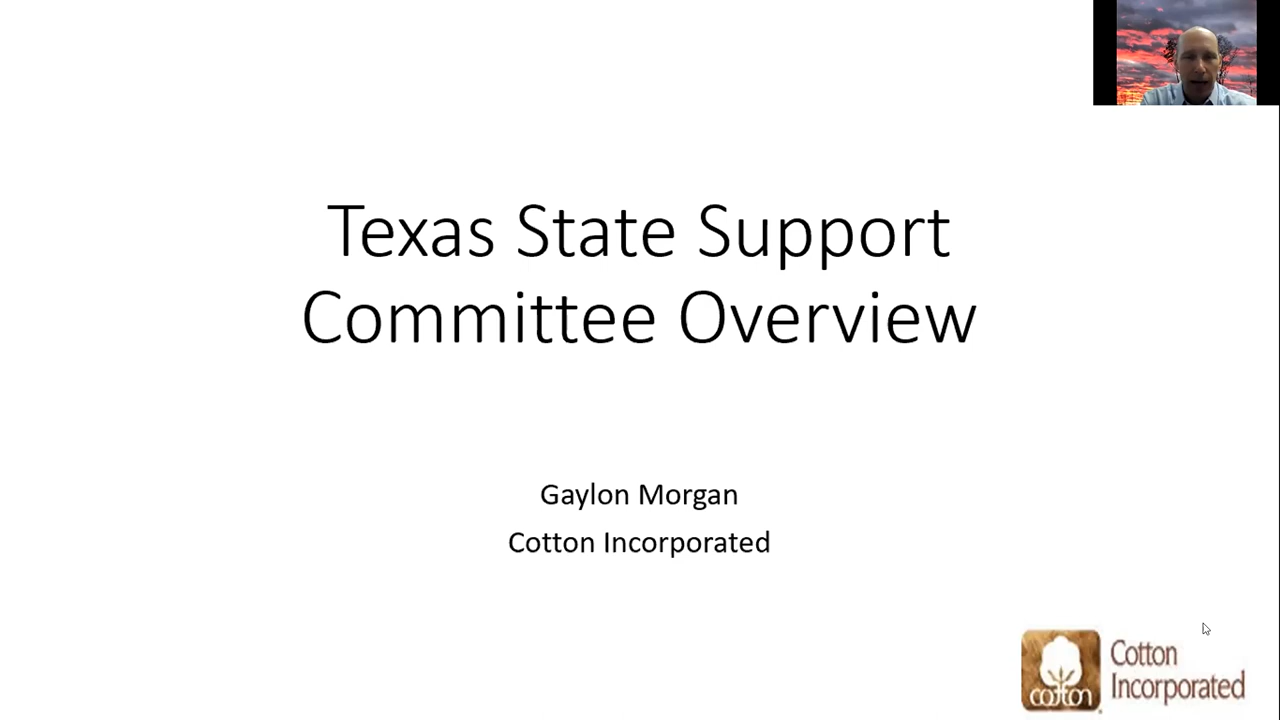 Texas State Support
Committee Overview
Gaylon Morgan
Cotton Incorporated
cotton
Cotton
Incorporated